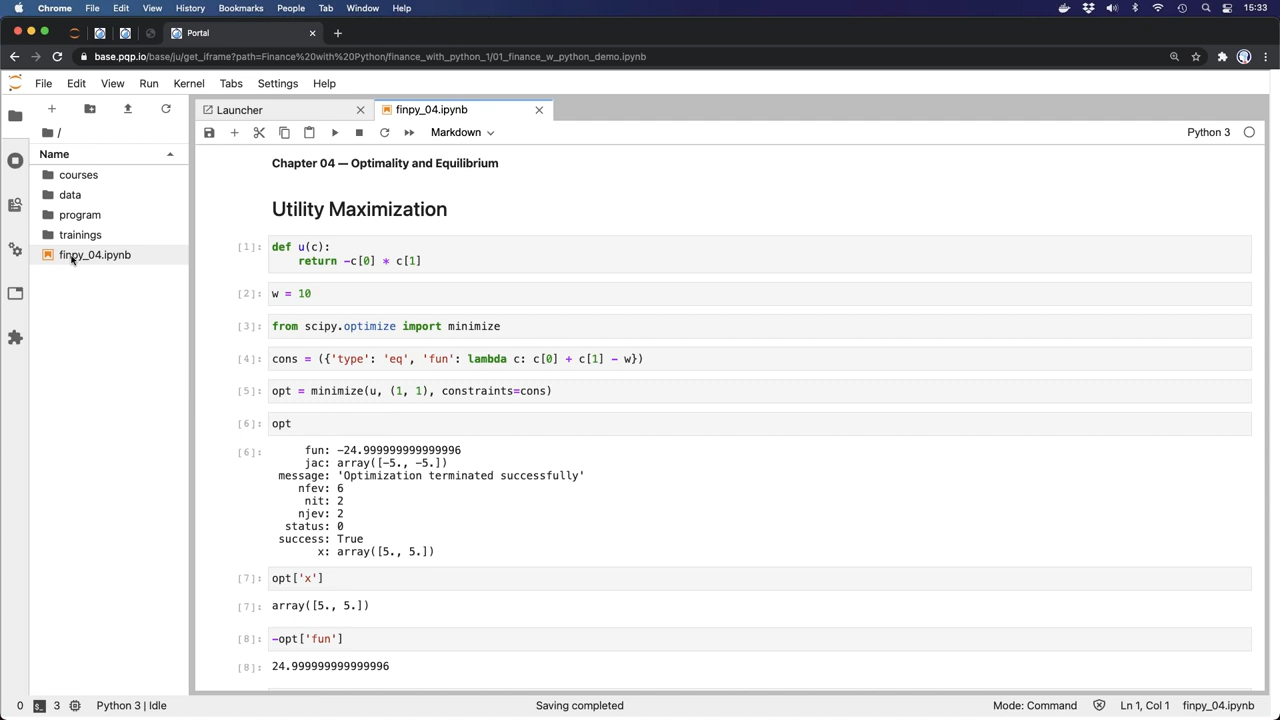 Chrome File Edit View History Bookmarks People Tab Window Help 15:33
Portal
base.pqp.io/base/ju/get_iframe?path=Finance%20with%20Python/finance_with_python_1/01_finance_w_python_demo.ipynb
File Edit View Run Kernel Tabs Settings Help
Launcher
finpy_04.ipynb
/
Markdown
Python 3
Name
courses
data
program
trainings
finpy_04.ipynb
Chapter 04 — Optimality and Equilibrium
Utility Maximization
[1]: def u(c):
return -c[0] * c[1]
[2]: w = 10
[3]: from scipy.optimize import minimize
[4]: cons = ({'type': 'eq', 'fun': lambda c: c[0] + c[1] - w})
[5]: opt = minimize(u, (1, 1), constraints=cons)
[6]: opt
[6]: fun: -24.999999999999996
jac: array([-5., -5.])
message: 'Optimization terminated successfully'
nfev: 6
nit: 2
njev: 2
status: 0
success: True
x: array([5., 5.])
[7]: opt['x']
[7]: array([5., 5.])
[8]: -opt['fun']
[8]: 24.999999999999996
0 3 Python 3 | Idle Saving completed Mode: Command Ln 1, Col 1 finpy_04.ipynb